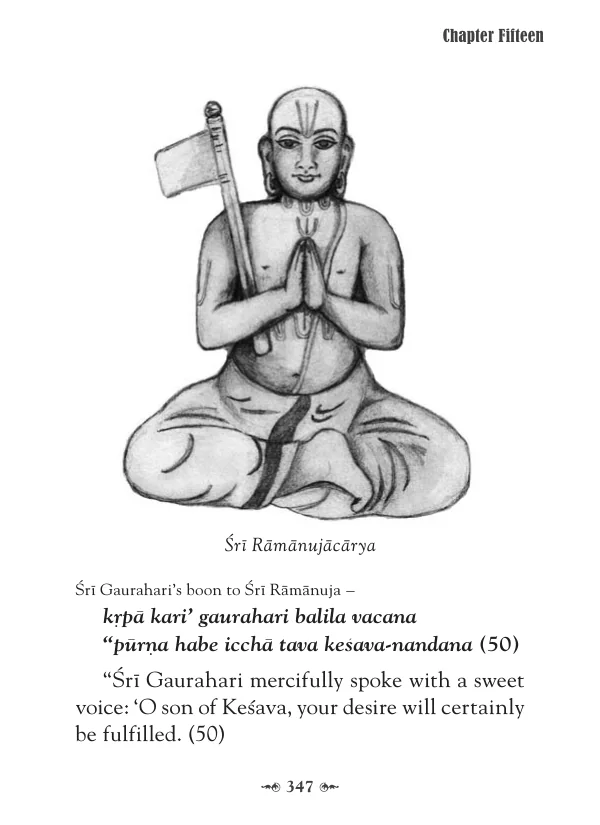 Chapter Fifteen
Śrī Rāmānujācārya
Śrī Gaurahari’s boon to Śrī Rāmānuja –
kṛpā kari’ gaurahari balila vacana
“pūrṇa habe icchā tava keśava-nandana (50)
“Śrī Gaurahari mercifully spoke with a sweet
voice: ‘O son of Keśava, your desire will certainly
be fulfilled. (50)
347